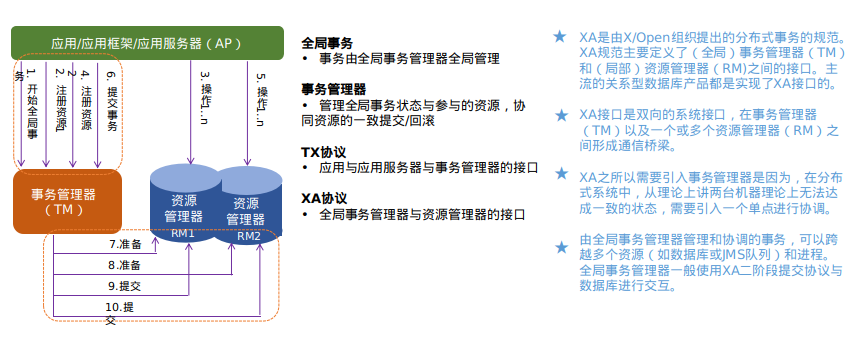 应用/应用框架/应用服务器（AP）
1. 开始全局事
务
2. 注册资源1
4. 注册资源
2
6. 提交事务
3. 操作1..n
5. 操作1..n
事务管理器
（TM）
资源
管理器
RM1
资源
管理器
RM2
7.准备
8.准备
9.提交
10.提
交
全局事务
• 事务由全局事务管理器全局管理
事务管理器
• 管理全局事务状态与参与的资源，协
同资源的一致提交/回滚
TX协议
• 应用与应用服务器与事务管理器的接口
XA协议
• 全局事务管理器与资源管理器的接口
XA是由X/Open组织提出的分布式事务的规范。
XA规范主要定义了（全局）事务管理器（TM）
和（局部）资源管理器（RM)之间的接口。主
流的关系型数据库产品都是实现了XA接口的。
XA接口是双向的系统接口，在事务管理器
（TM）以及一个或多个资源管理器（RM）之
间形成通信桥梁。
XA之所以需要引入事务管理器是因为，在分布
式系统中，从理论上讲两台机器理论上无法达
成一致的状态，需要引入一个单点进行协调。
由全局事务管理器管理和协调的事务，可以跨
越多个资源（如数据库或JMS队列）和进程。
全局事务管理器一般使用XA二阶段提交协议与
数据库进行交互。